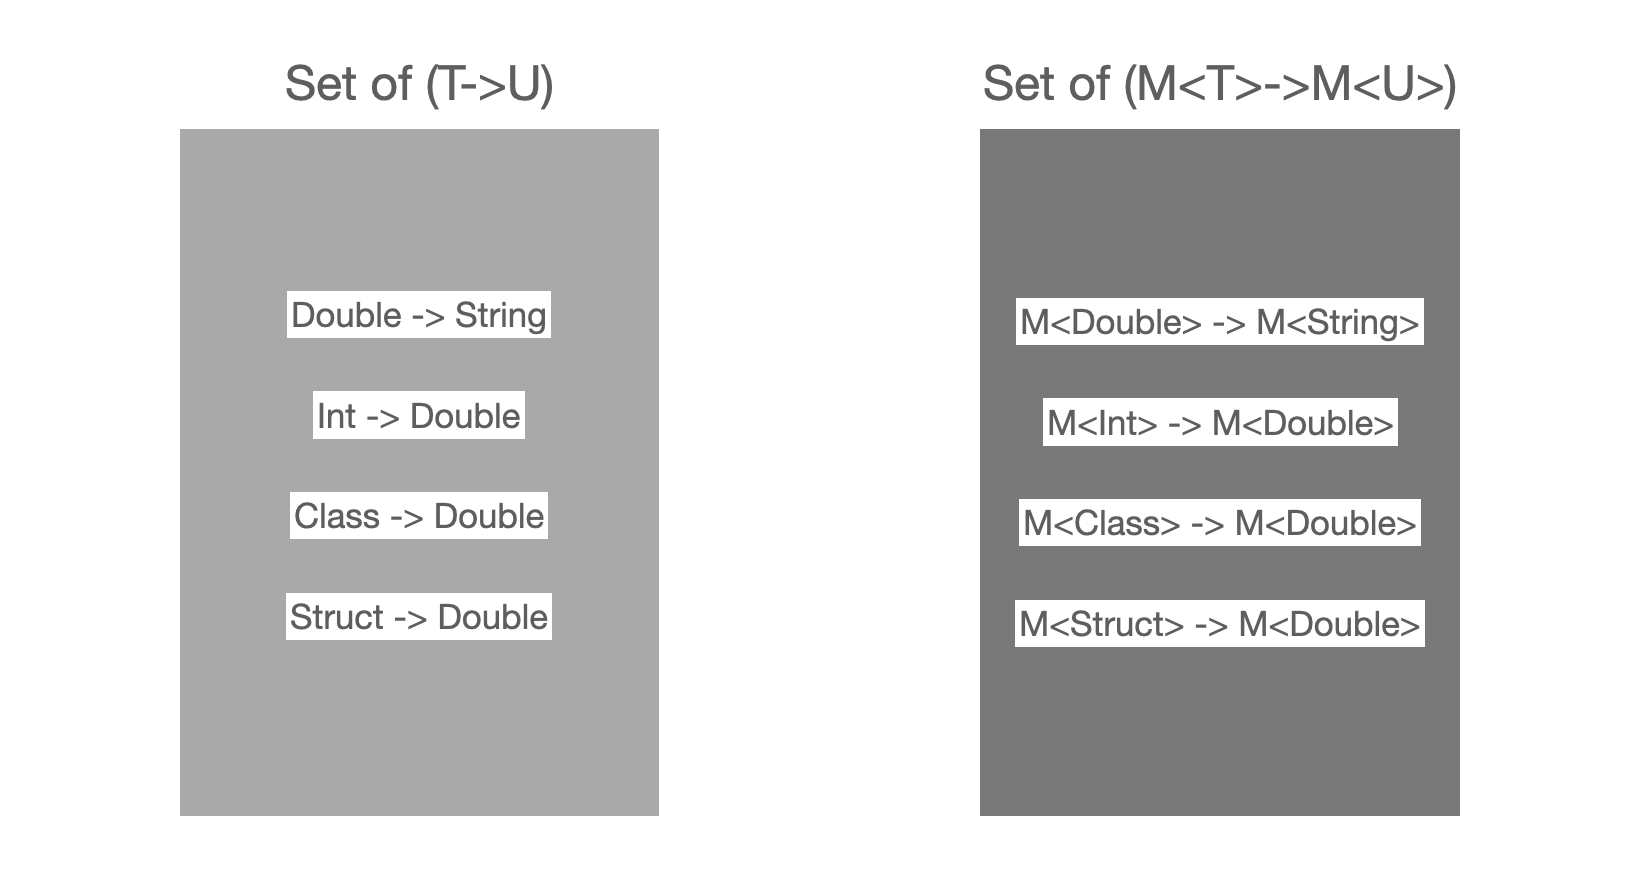 Set of (T->U)
Double -> String
Int -> Double
Class -> Double
Struct -> Double
Set of (M<T>->M<U>)
M<Double> -> M<String>
M<Int> -> M<Double>
M<Class> -> M<Double>
M<Struct> -> M<Double>